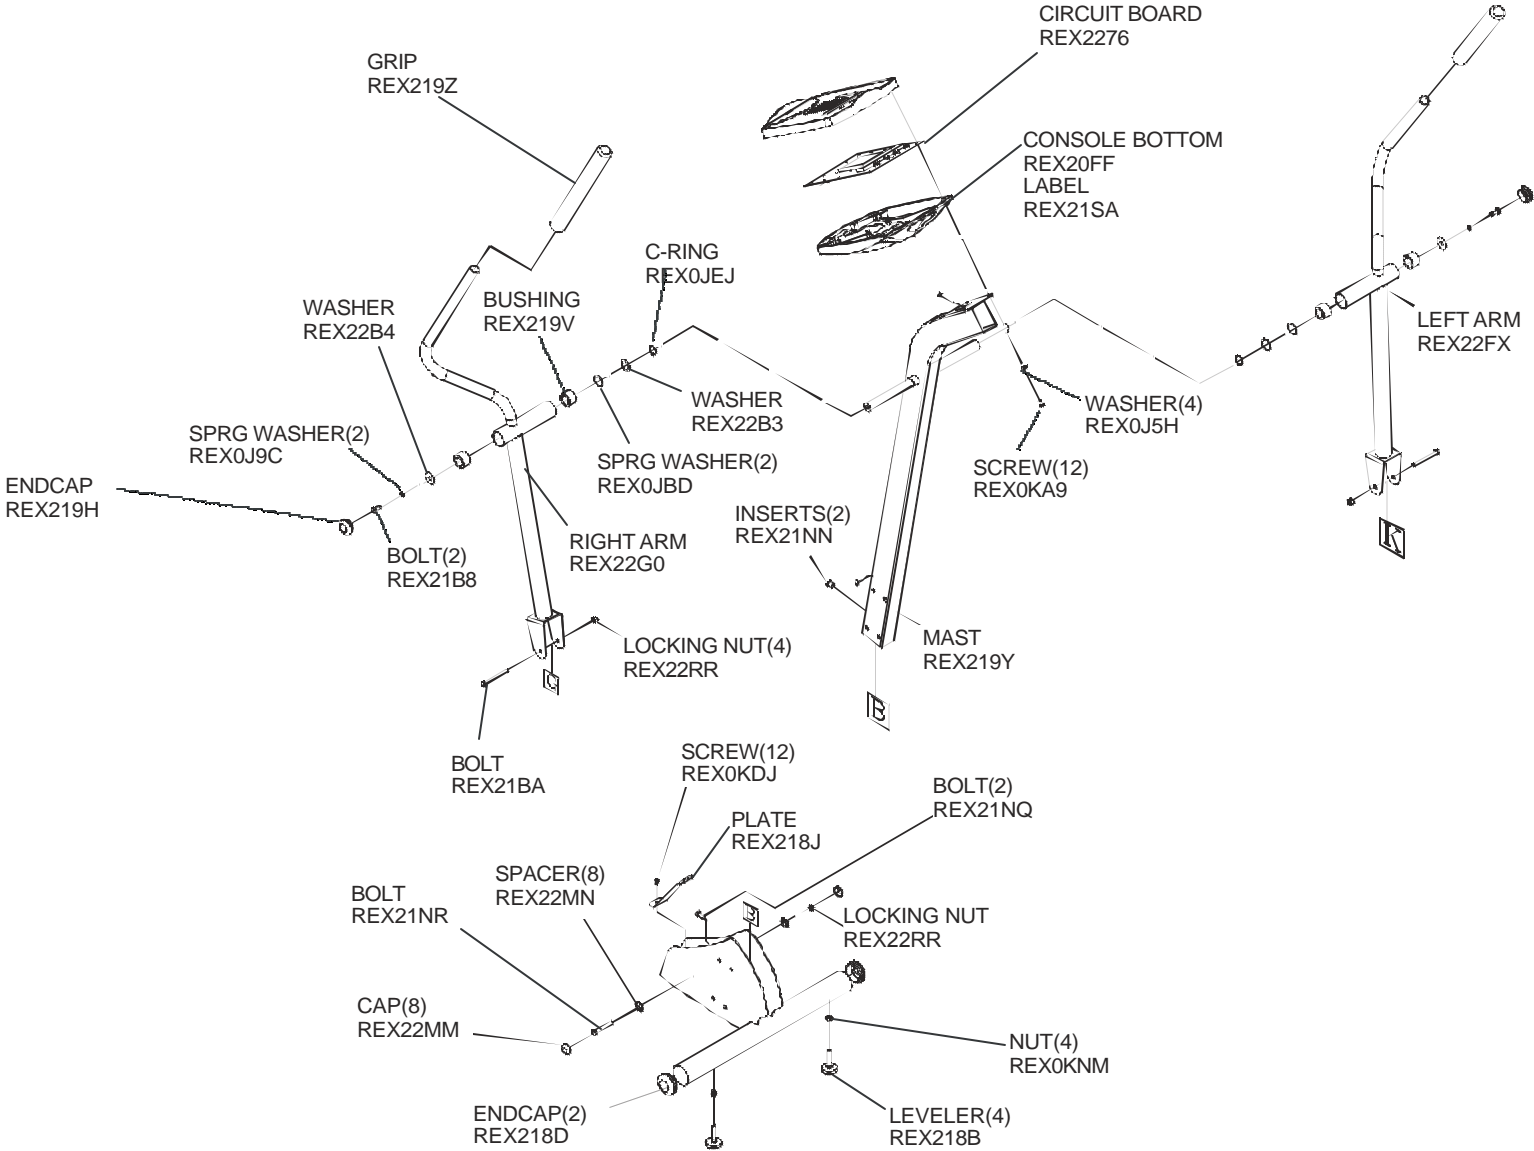 CIRCUIT BOARD
REX2276
GRIP
REX219Z
CONSOLE BOTTOM
REX20FF
LABEL
REX21SA
C-RING
REX0JEJ
WASHER
REX22B4
BUSHING
REX219V
LEFT ARM
REX22FX
WASHER
REX22B3
WASHER(4)
REX0J5H
SPRG WASHER(2)
REX0J9C
SPRG WASHER(2)
REX0JBD
SCREW(12)
REX0KA9
ENDCAP
REX219H
INSERTS(2)
REX21NN
K
RIGHT ARM
REX22G0
BOLT(2)
REX21B8
MAST
REX219Y
LOCKING NUT(4)
REX22RR
C
B
BOLT
REX21BA
SCREW(12)
REX0KDJ
BOLT(2)
REX21NQ
PLATE
REX218J
SPACER(8)
REX22MN
BOLT
REX21NR
B
LOCKING NUT
REX22RR
CAP(8)
REX22MM
NUT(4)
REX0KNM
ENDCAP(2)
REX218D
LEVELER(4)
REX218B